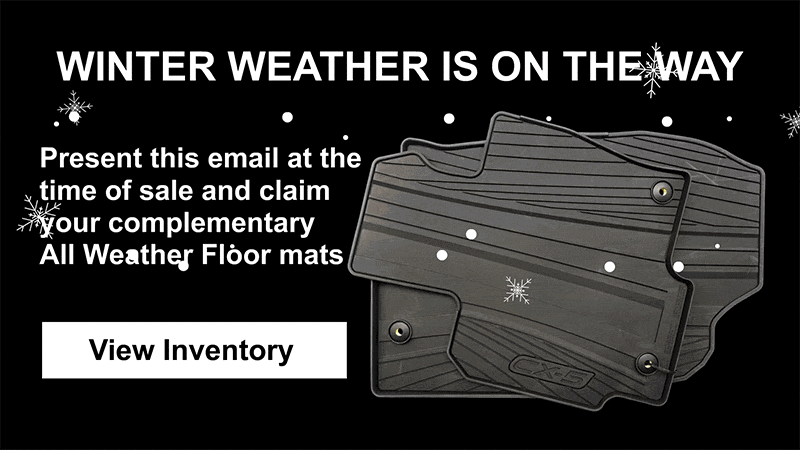 WINTER WEATHER IS ON THE WAY
Present this email at the
time of sale and claim
your complementary
All Weather Floor mats
View Inventory
CX-5